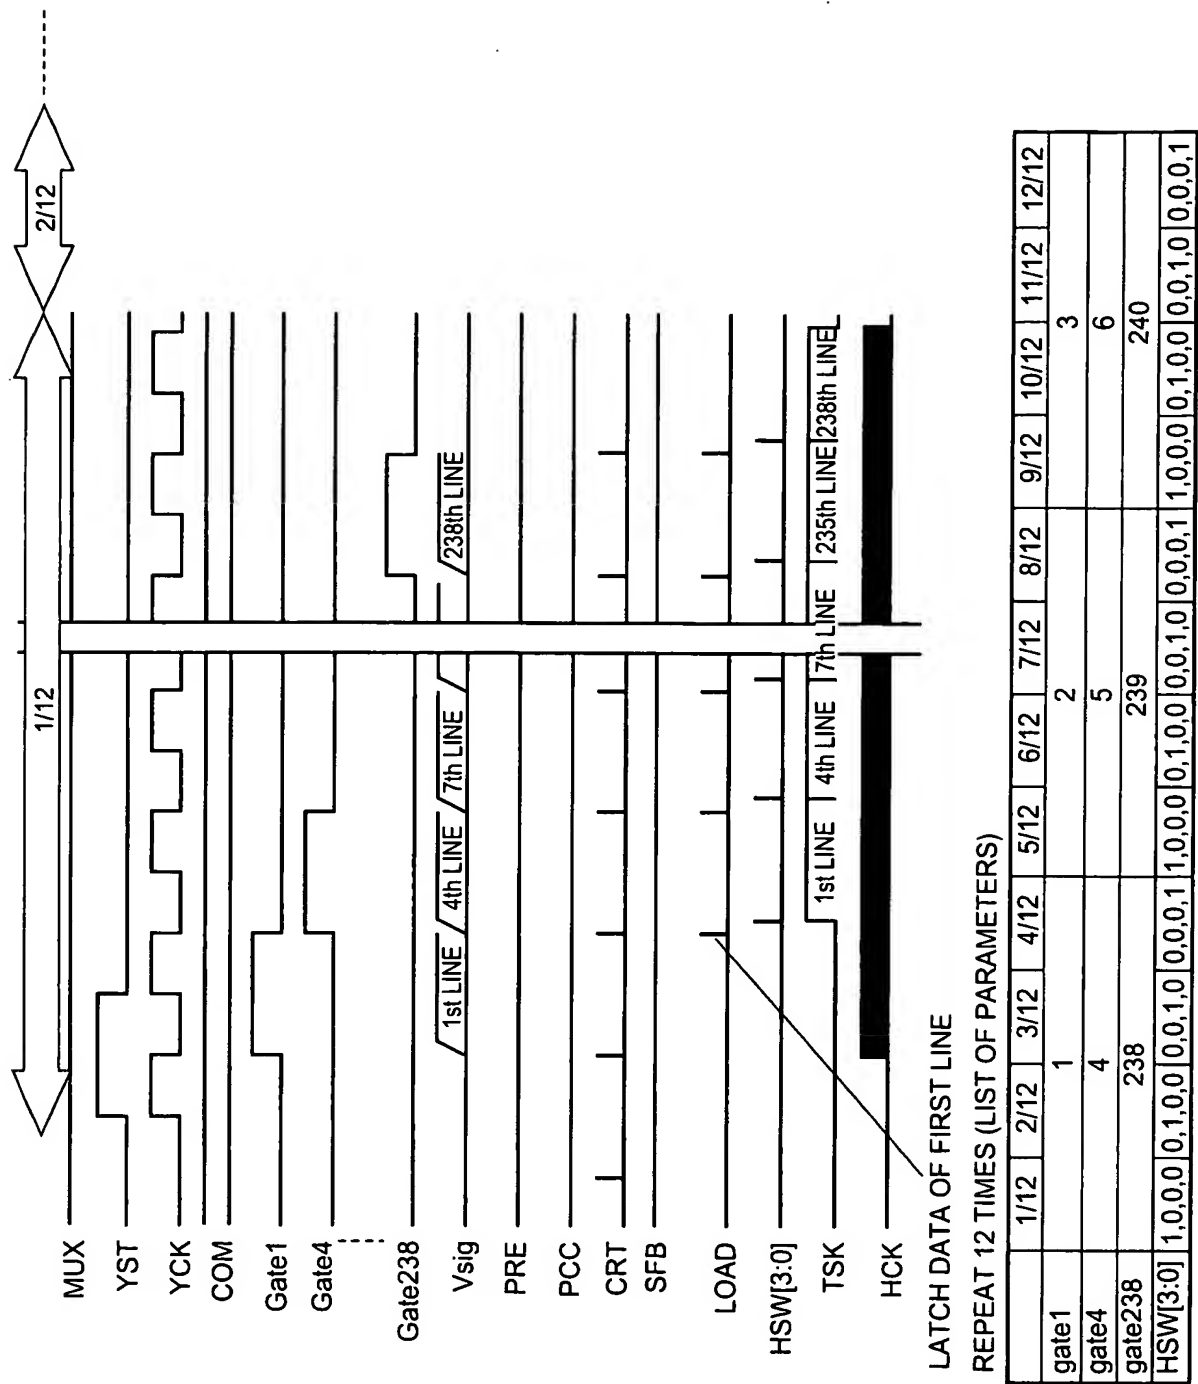 1/12 2/12
MUX
YST
YCK
COM
Gate1
Gate4
Gate238
Vsig 1st LINE 4th LINE 7th LINE 238th LINE
PRE
PCC
CRT
SFB
LOAD
HSW[3:0]
TSK 1st LINE 4th LINE 7th LINE 235th LINE 238th LINE
HCK
LATCH DATA OF FIRST LINE
REPEAT 12 TIMES (LIST OF PARAMETERS)
1/12 2/12 3/12 4/12 5/12 6/12 7/12 8/12 9/12 10/12 11/12 12/12
gate1 1 2 3
gate4 4 5 6
gate238 238 239 240
HSW[3:0] 1,0,0,0 0,1,0,0 0,0,1,0 0,0,0,1 1,0,0,0 0,1,0,0 0,0,1,0 0,0,0,1 1,0,0,0 0,1,0,0 0,0,1,0 0,0,0,1